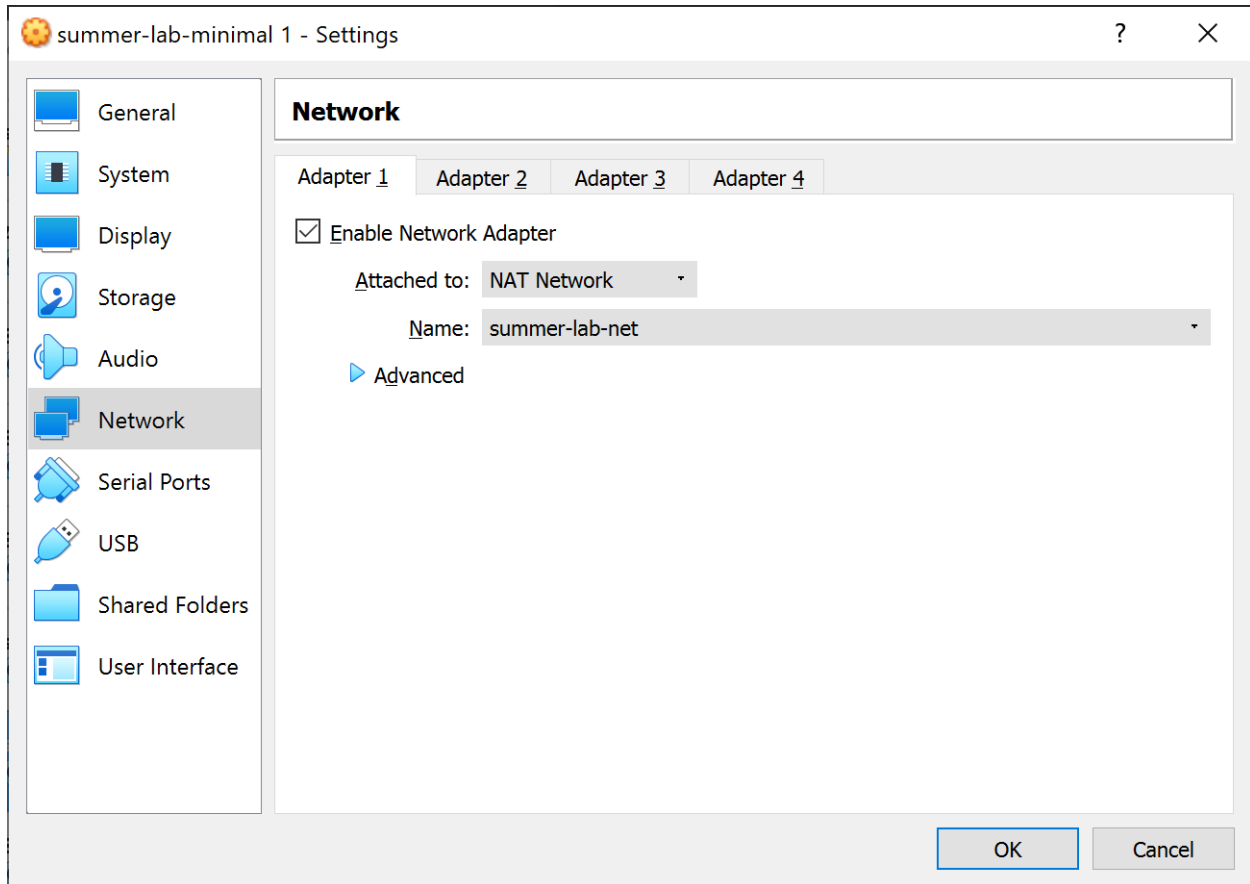 summer-lab-minimal 1 - Settings ?
General
System
Display
Storage
Audio
Network
Serial Ports
USB
Shared Folders
User Interface
Network
Adapter 1 Adapter 2 Adapter 3 Adapter 4
Enable Network Adapter
Attached to: NAT Network
Name: summer-lab-net
Advanced
OK Cancel